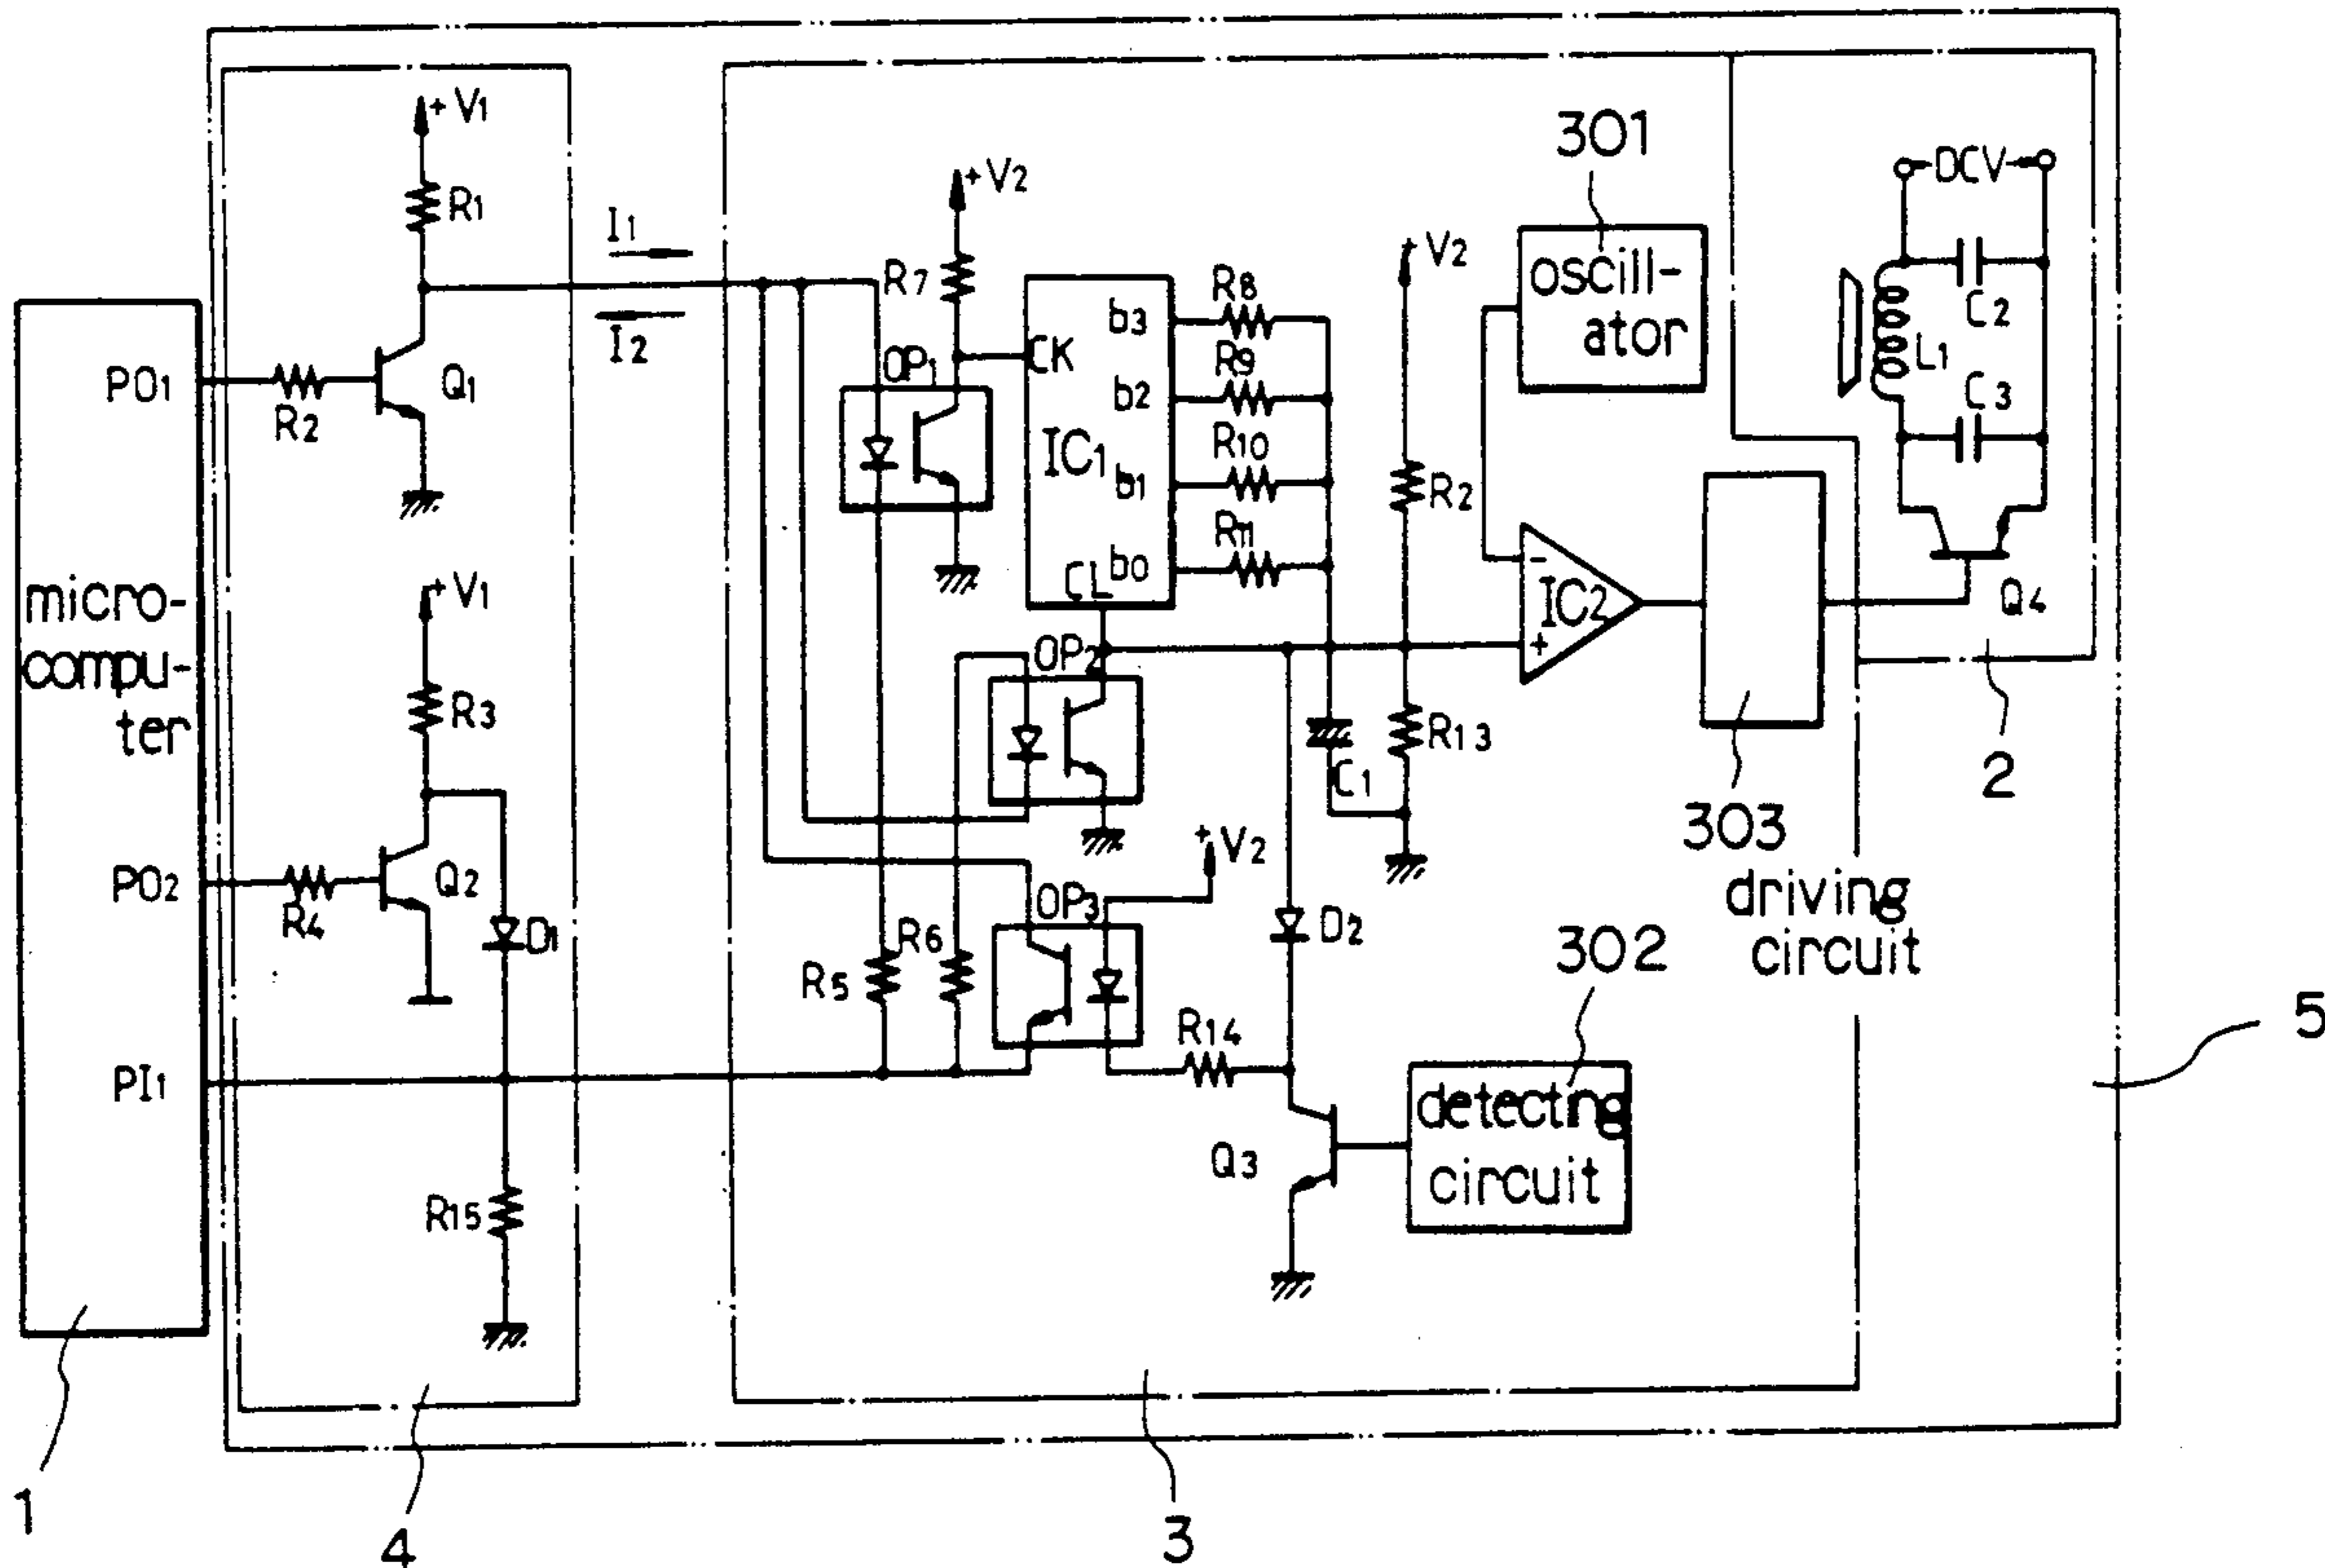 +V1
R1
PO1
R2
Q1
I1
I2
+V2
R7
OP1
CK
IC1
b3
b2
b1
b0
CL
R8
R9
R10
R11
+V2
R2
R13
C1
301
oscill-
ator
DCV
C2
L1
C3
Q4
2
-
+
IC2
303
driving
circuit
micro-
compu-
ter
+V1
R3
PO2
R4
Q2
D1
PI1
R15
OP2
+V2
OP3
R5
R6
R14
D2
Q3
302
detecting
circuit
5
1
4
3